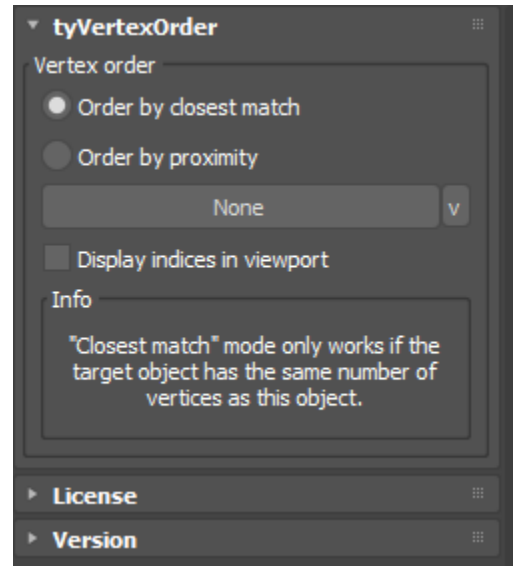 tyVertexOrder
Vertex order
Order by closest match
Order by proximity
None v
Display indices in viewport
Info
"Closest match" mode only works if the
target object has the same number of
vertices as this object.
License
Version